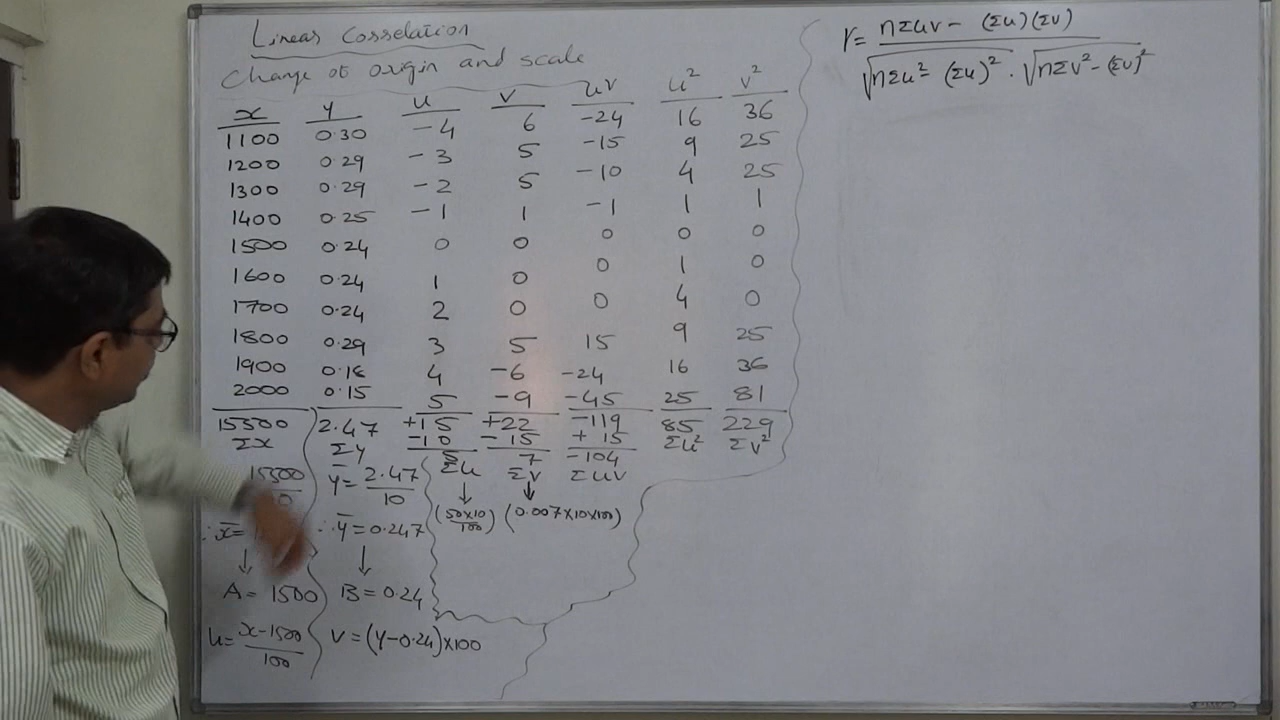 Linear Correlation
Change of origin and scale
x y u v uv u² v²
1100 0.30 -4 6 -24 16 36
1200 0.29 -3 5 -15 9 25
1300 0.29 -2 5 -10 4 25
1400 0.25 -1 1 -1 1 1
1500 0.24 0 0 0 0 0
1600 0.24 1 0 0 1 0
1700 0.24 2 0 0 4 0
1800 0.29 3 5 15 9 25
1900 0.18 4 -6 -24 16 36
2000 0.15 5 -9 -45 25 81
15500 2.47 +15 +22 -119 85 229
Σx Σy -10 -15 +15 Σu² Σv²
5 7 -104
Σu Σv Σuv
15500 ȳ = 2.47/10
∴ x̄ = ∴ ȳ = 0.247
↓ ↓ ↓ ↓
(50×10/100) (0.007×10×100)
A = 1500 B = 0.24
u = x-1500/100 v = (y-0.24)×100
r = nΣuv - (Σu)(Σv) / √nΣu² - (Σu)² · √nΣv² - (Σv)²